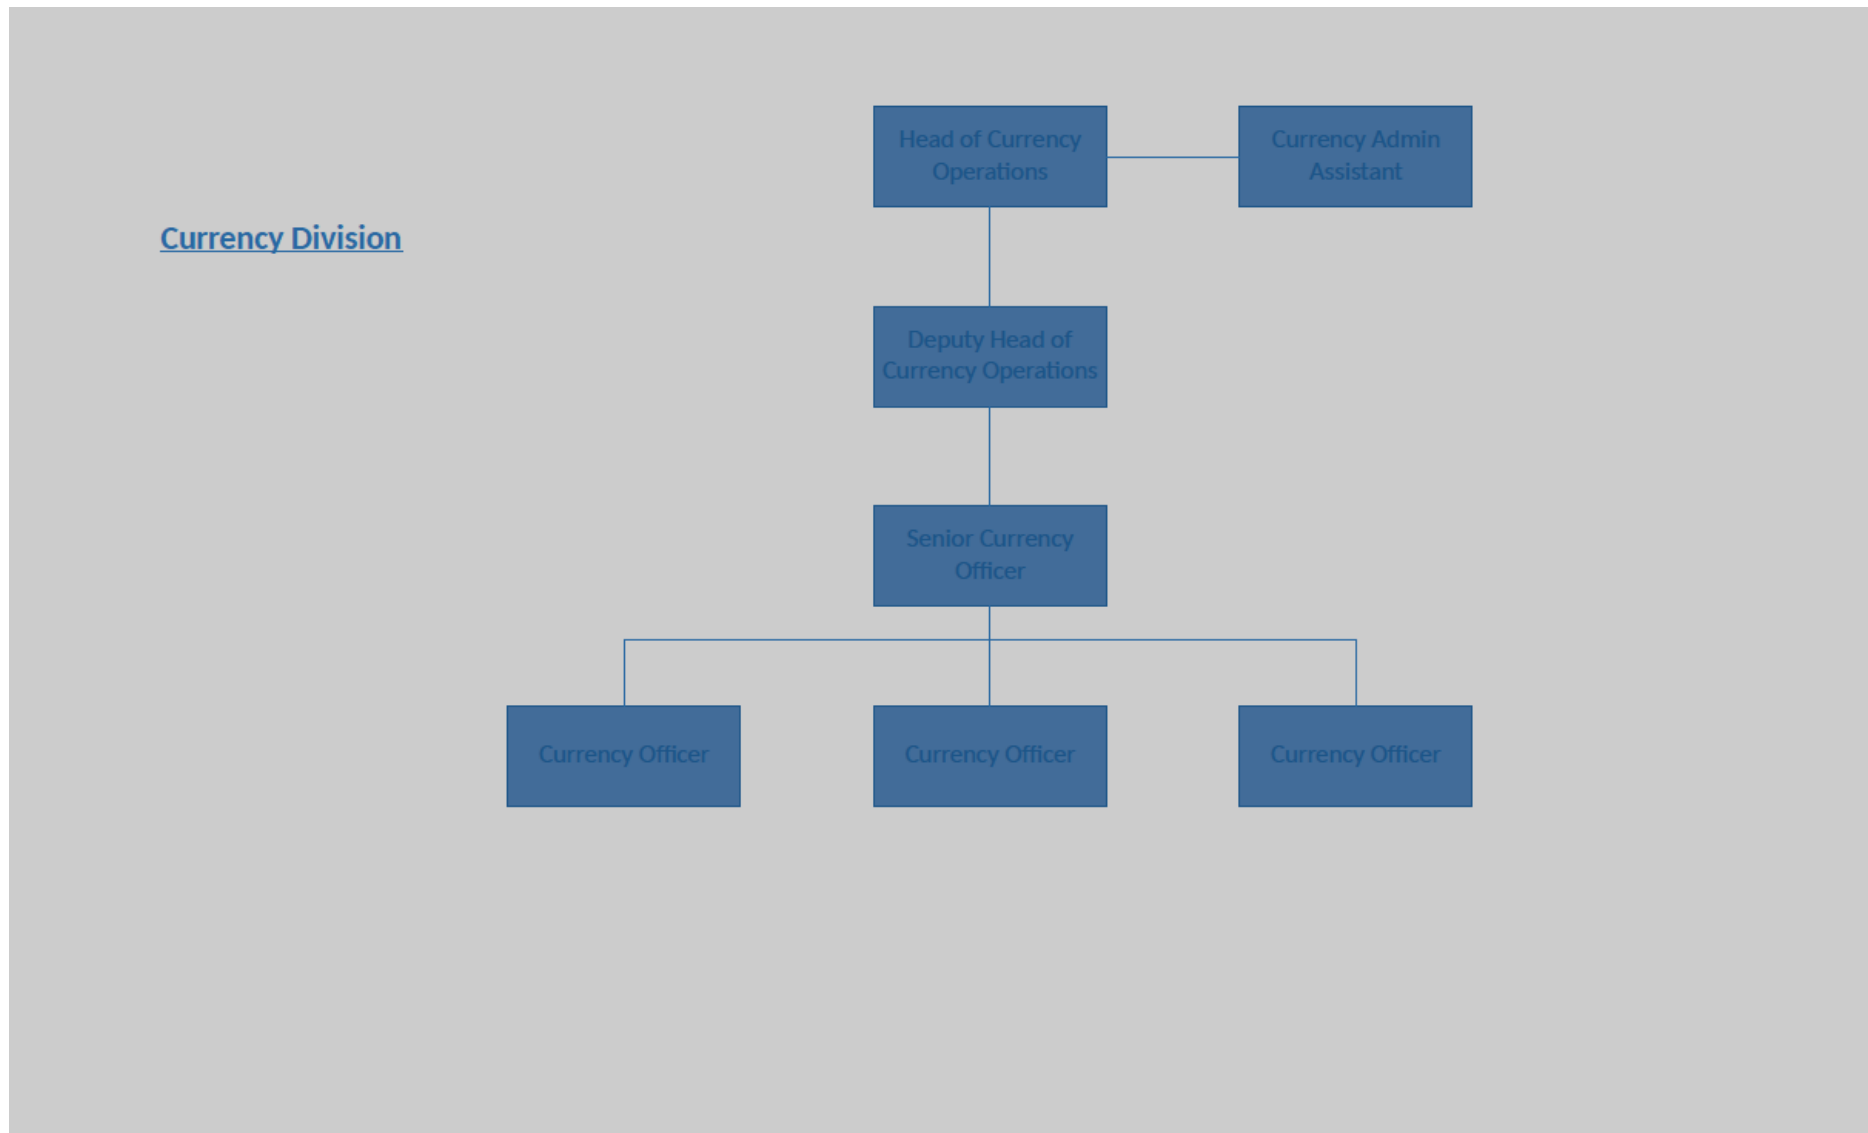 Head of Currency
Operations
Currency Admin
Assistant
Currency Division
Deputy Head of
Currency Operations
Senior Currency
Officer
Currency Officer
Currency Officer
Currency Officer